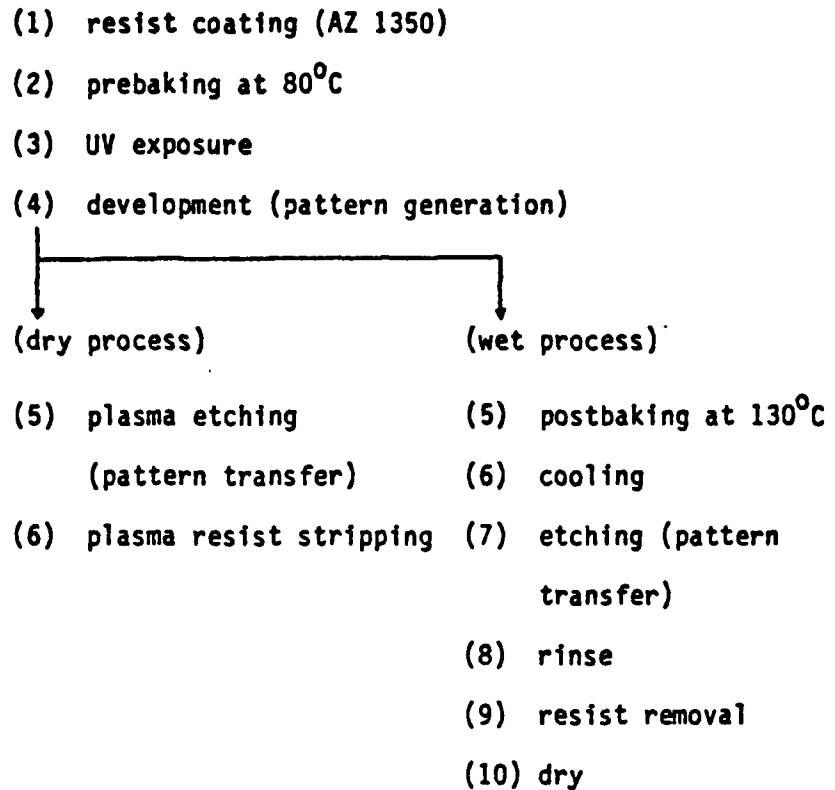 (1) resist coating (AZ 1350)
(2) prebaking at 80°C
(3) UV exposure
(4) development (pattern generation)
(dry process)
(5) plasma etching
(pattern transfer)
(6) plasma resist stripping
(wet process)
(5) postbaking at 130°C
(6) cooling
(7) etching (pattern
transfer)
(8) rinse
(9) resist removal
(10) dry